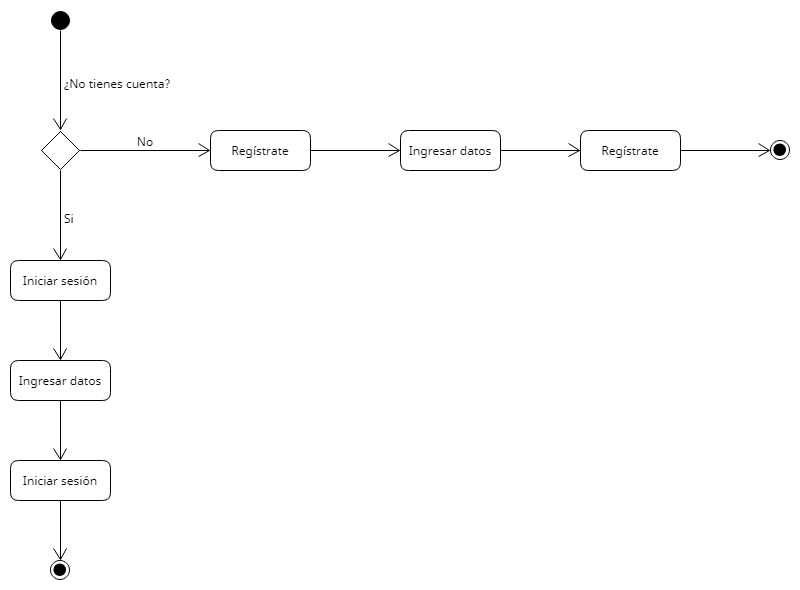 ¿No tienes cuenta?
No
Regístrate
Ingresar datos
Regístrate
Si
Iniciar sesión
Ingresar datos
Iniciar sesión